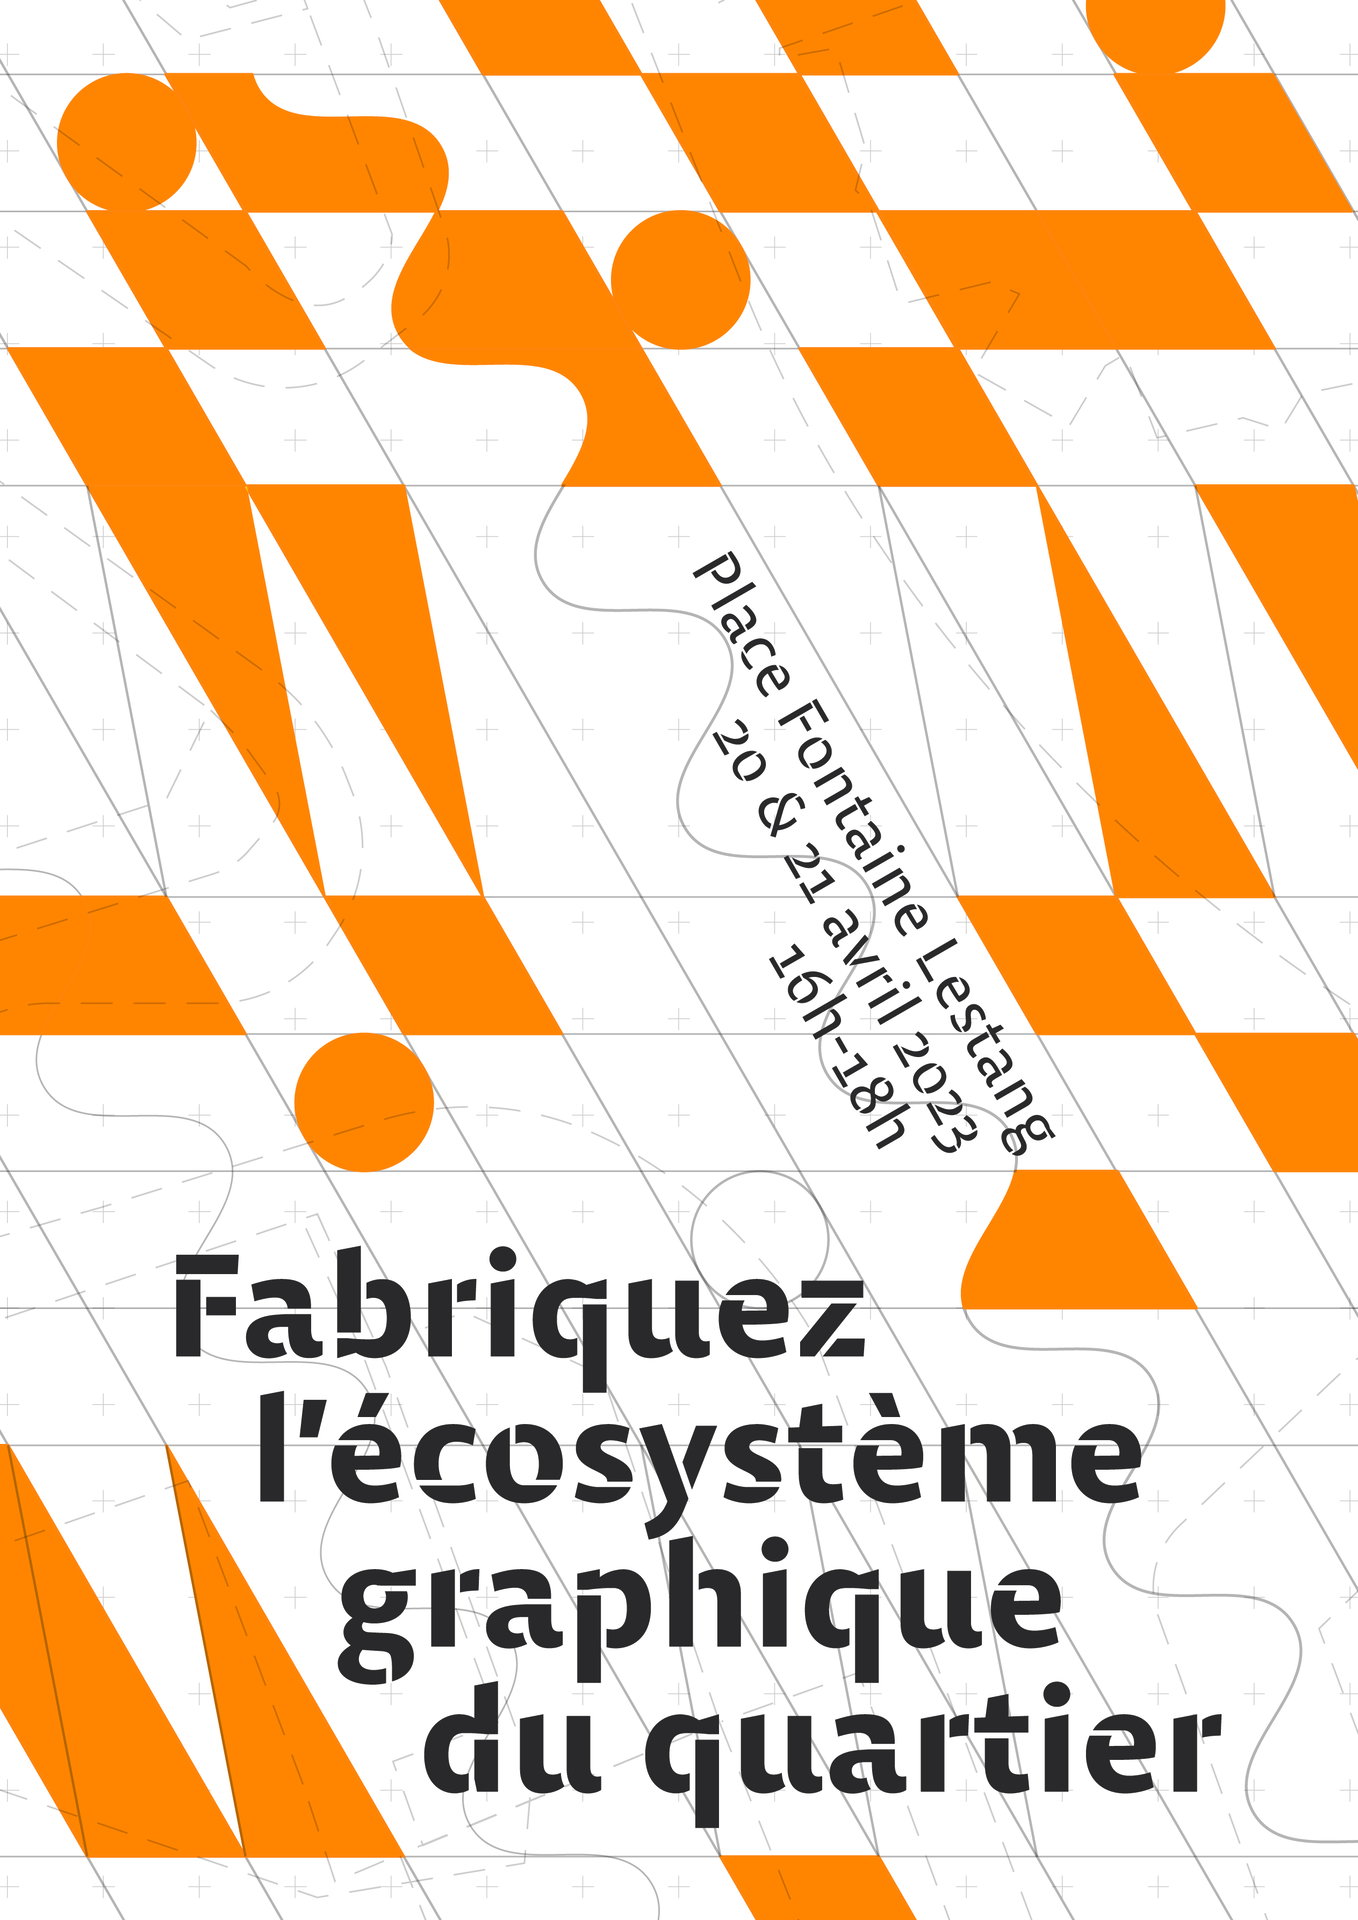 Place Fontaine Lestang
20 & 21 avril 2023
16h-18h
Fabriquez
l’écosystème
graphique
du quartier